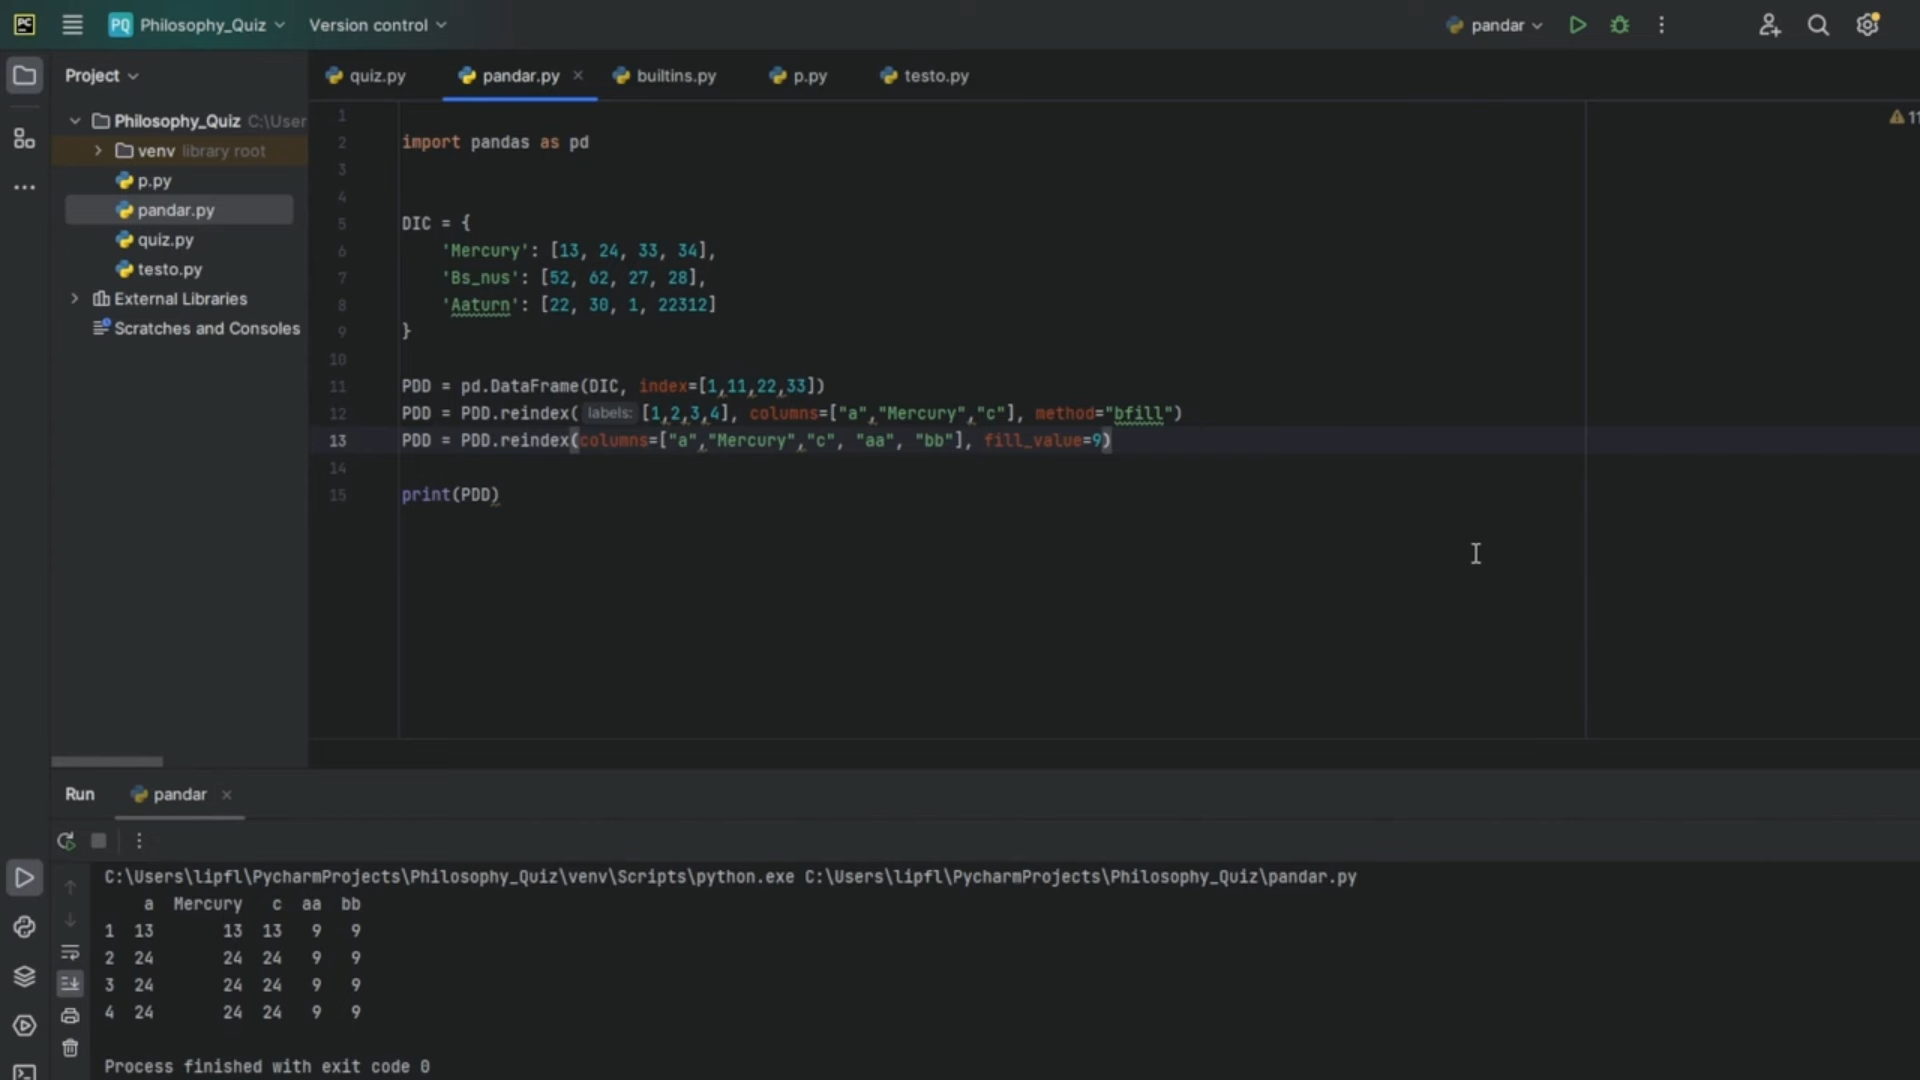 PC
PQ Philosophy_Quiz Version control pandar
Project
quiz.py pandar.py builtins.py p.py testo.py
Philosophy_Quiz C:\User
venv library root
p.py
pandar.py
quiz.py
testo.py
External Libraries
Scratches and Consoles
1
2 import pandas as pd
3
4
5 DIC = {
6 'Mercury': [13, 24, 33, 34],
7 'Bs_nus': [52, 62, 27, 28],
8 'Aaturn': [22, 30, 1, 22312]
9 }
10
11 PDD = pd.DataFrame(DIC, index=[1,11,22,33])
12 PDD = PDD.reindex( labels: [1,2,3,4], columns=["a","Mercury","c"], method="bfill")
13 PDD = PDD.reindex(columns=["a","Mercury","c", "aa", "bb"], fill_value=9)
14
15 print(PDD)
11
Run pandar
C:\Users\lipfl\PycharmProjects\Philosophy_Quiz\venv\Scripts\python.exe C:\Users\lipfl\PycharmProjects\Philosophy_Quiz\pandar.py
a Mercury c aa bb
1 13 13 13 9 9
2 24 24 24 9 9
3 24 24 24 9 9
4 24 24 24 9 9
Process finished with exit code 0